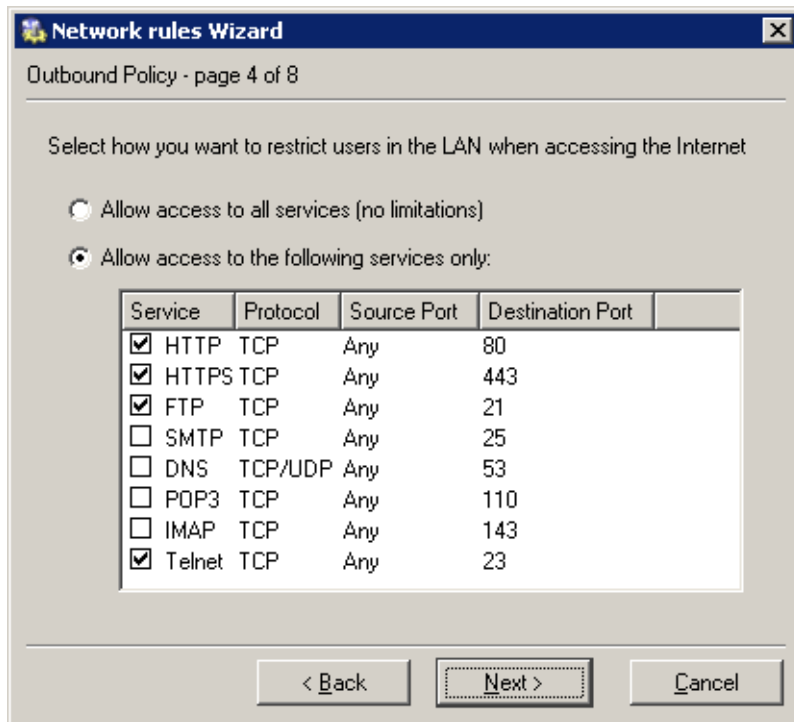 Network rules Wizard
Outbound Policy - page 4 of 8
Select how you want to restrict users in the LAN when accessing the Internet
Allow access to all services (no limitations)
Allow access to the following services only:
Service Protocol Source Port Destination Port
HTTP TCP Any 80
HTTPS TCP Any 443
FTP TCP Any 21
SMTP TCP Any 25
DNS TCP/UDP Any 53
POP3 TCP Any 110
IMAP TCP Any 143
Telnet TCP Any 23
< Back Next > Cancel